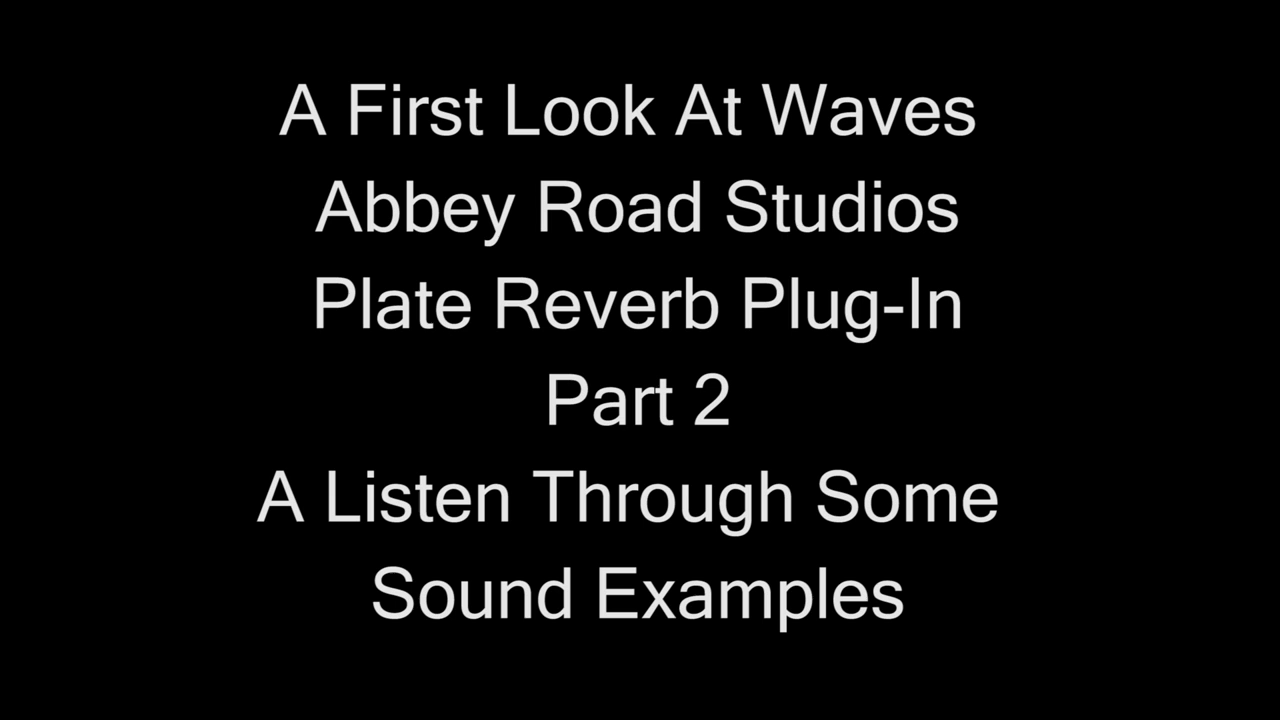 A First Look At Waves
Abbey Road Studios
Plate Reverb Plug-In
Part 2
A Listen Through Some
Sound Examples